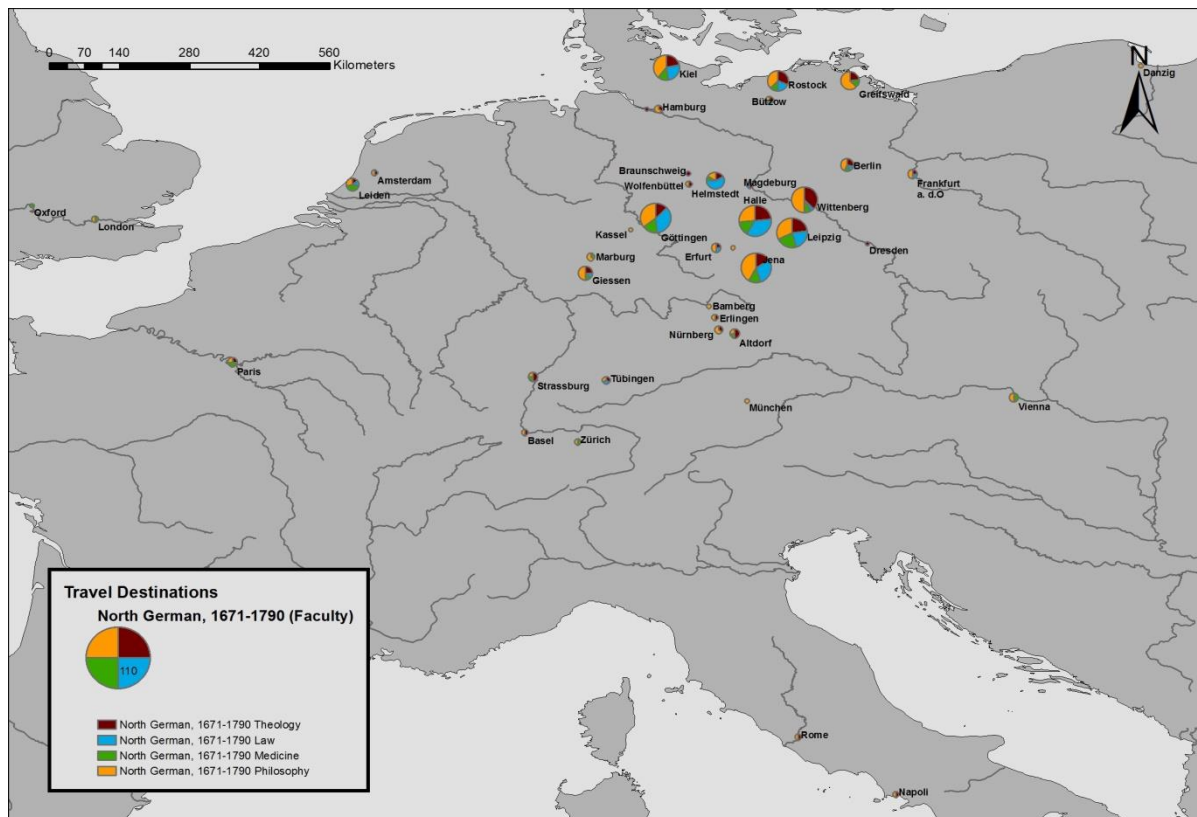 0 70 140 280 420 560
Kilometers
N
Danzig
Kiel
Rostock
Greifswald
Bützow
Hamburg
Berlin
Frankfurt
a. d.O
Braunschweig
Wolfenbüttel
Helmstedt
Magdeburg
Halle
Wittenberg
Amsterdam
Leiden
Oxford
London
Göttingen
Leipzig
Kassel
Erfurt
Dresden
Marburg
Jena
Giessen
Bamberg
Erlingen
Nürnberg
Altdorf
Paris
Strassburg
Tübingen
München
Vienna
Basel
Zürich
Rome
Napoli
Travel Destinations
North German, 1671-1790 (Faculty)
110
North German, 1671-1790 Theology
North German, 1671-1790 Law
North German, 1671-1790 Medicine
North German, 1671-1790 Philosophy